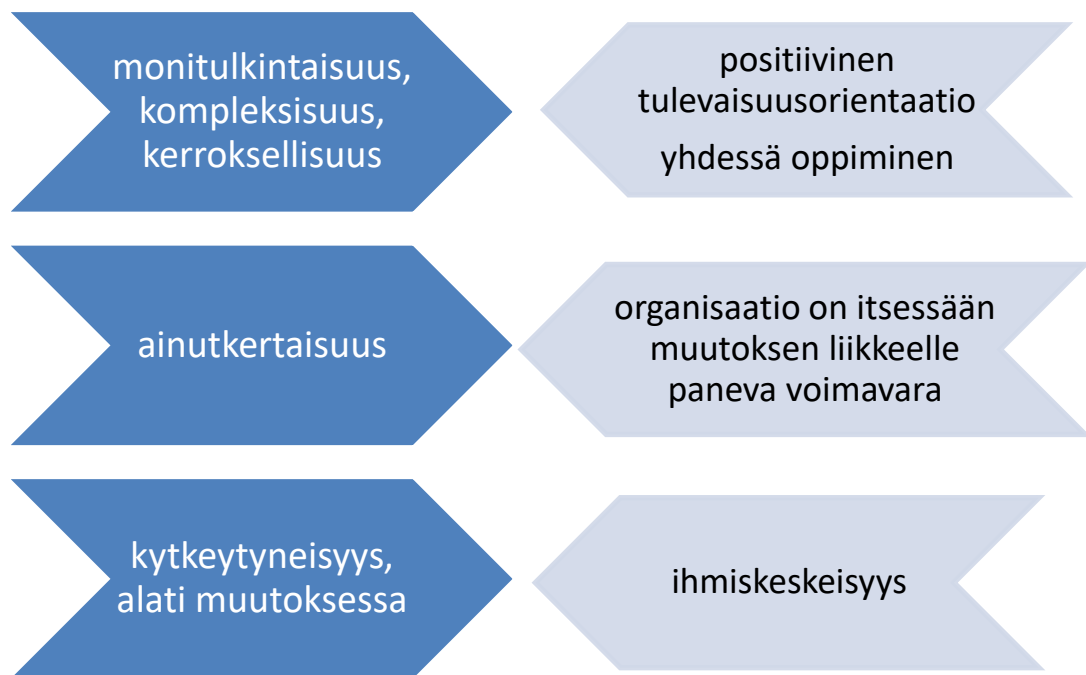 monitulkintaisuus,
kompleksisuus,
kerroksellisuus
positiivinen
tulevaisuusorientaatio
yhdessä oppiminen
ainutkertaisuus
organisaatio on itsessään
muutoksen liikkeelle
paneva voimavara
kytkeytyneisyys,
alati muutoksessa
ihmiskeskeisyys